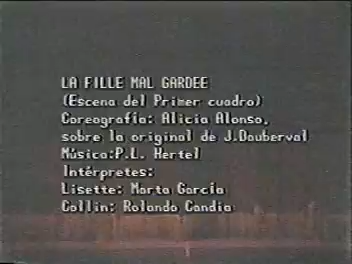 LA FILLE MAL GARDEE
(Escena del Primer cuadro)
Coreografía: Alicia Alonso,
sobre la original de J.Dauberval
Música:P.L. Hertel
Intérpretes:
Lisette: Marta García
Collin: Rolando Candia